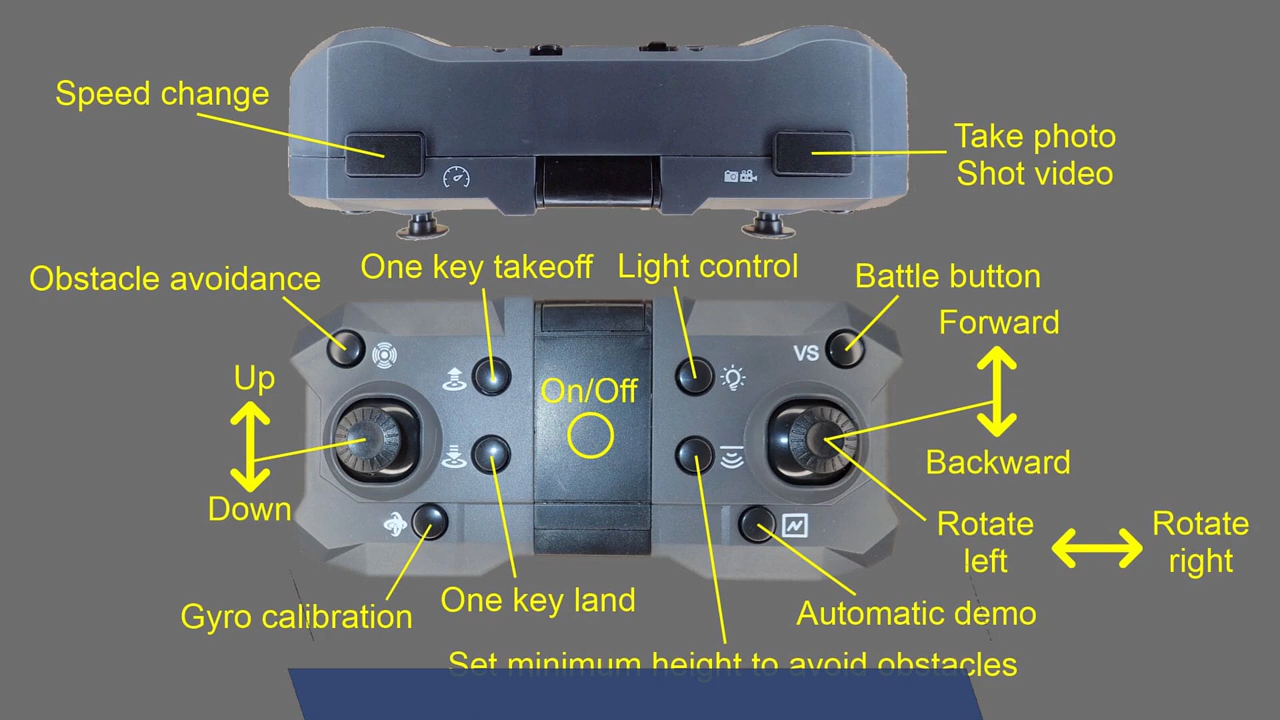 Speed change
Take photo
Shot video
Obstacle avoidance
One key takeoff
Light control
Battle button
Forward
VS
Up
On/Off
Backward
Down
Rotate
left
Rotate
right
Gyro calibration
One key land
Automatic demo
Set minimum height to avoid obstacles